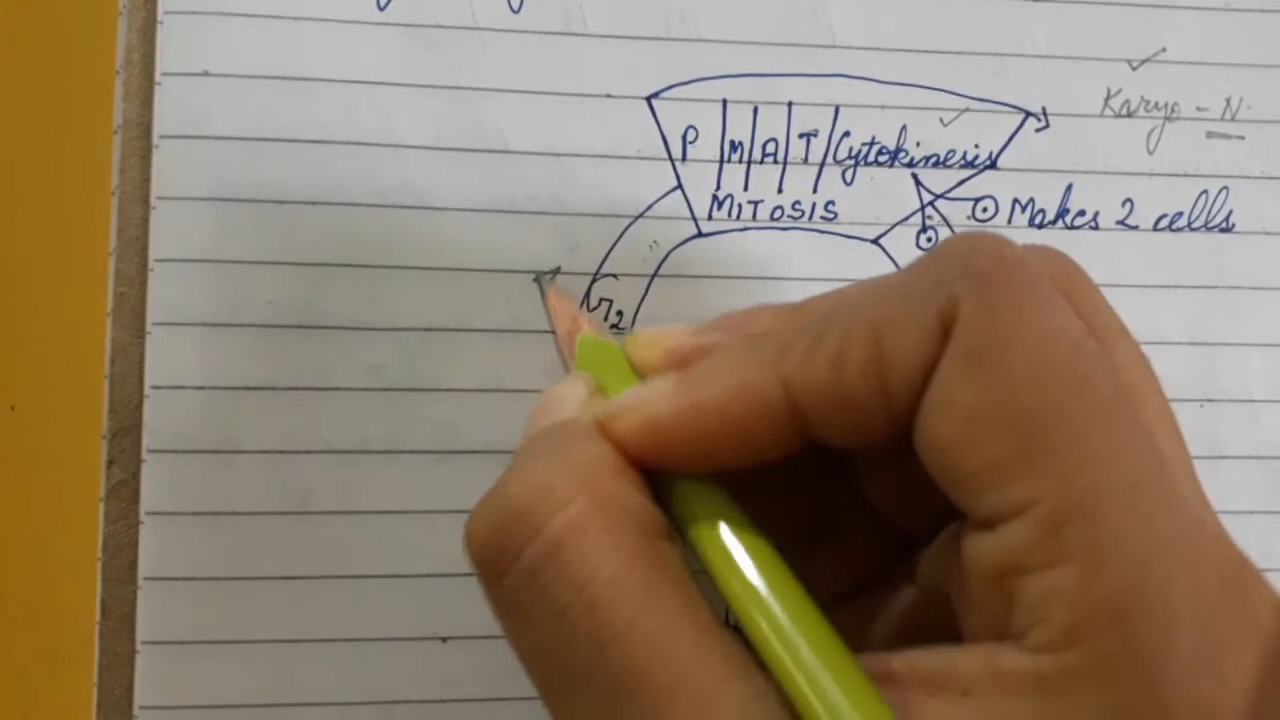 Karyo - N
P M A T Cytokinesis
MITOSIS
Makes 2 cells
G2